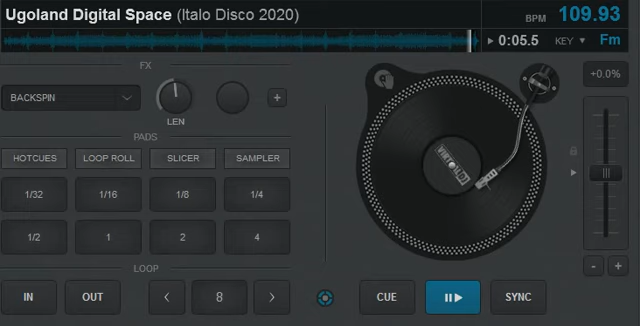 Ugoland Digital Space (Italo Disco 2020)
BPM 109.93
0:05.5 KEY Fm
FX
+0.0%
BACKSPIN
LEN
+
PADS
HOTCUES LOOP ROLL SLICER SAMPLER
1/32 1/16 1/8 1/4
1/2 1 2 4
VIRTUALDJ
LOOP
- +
IN OUT < 8 > CUE SYNC